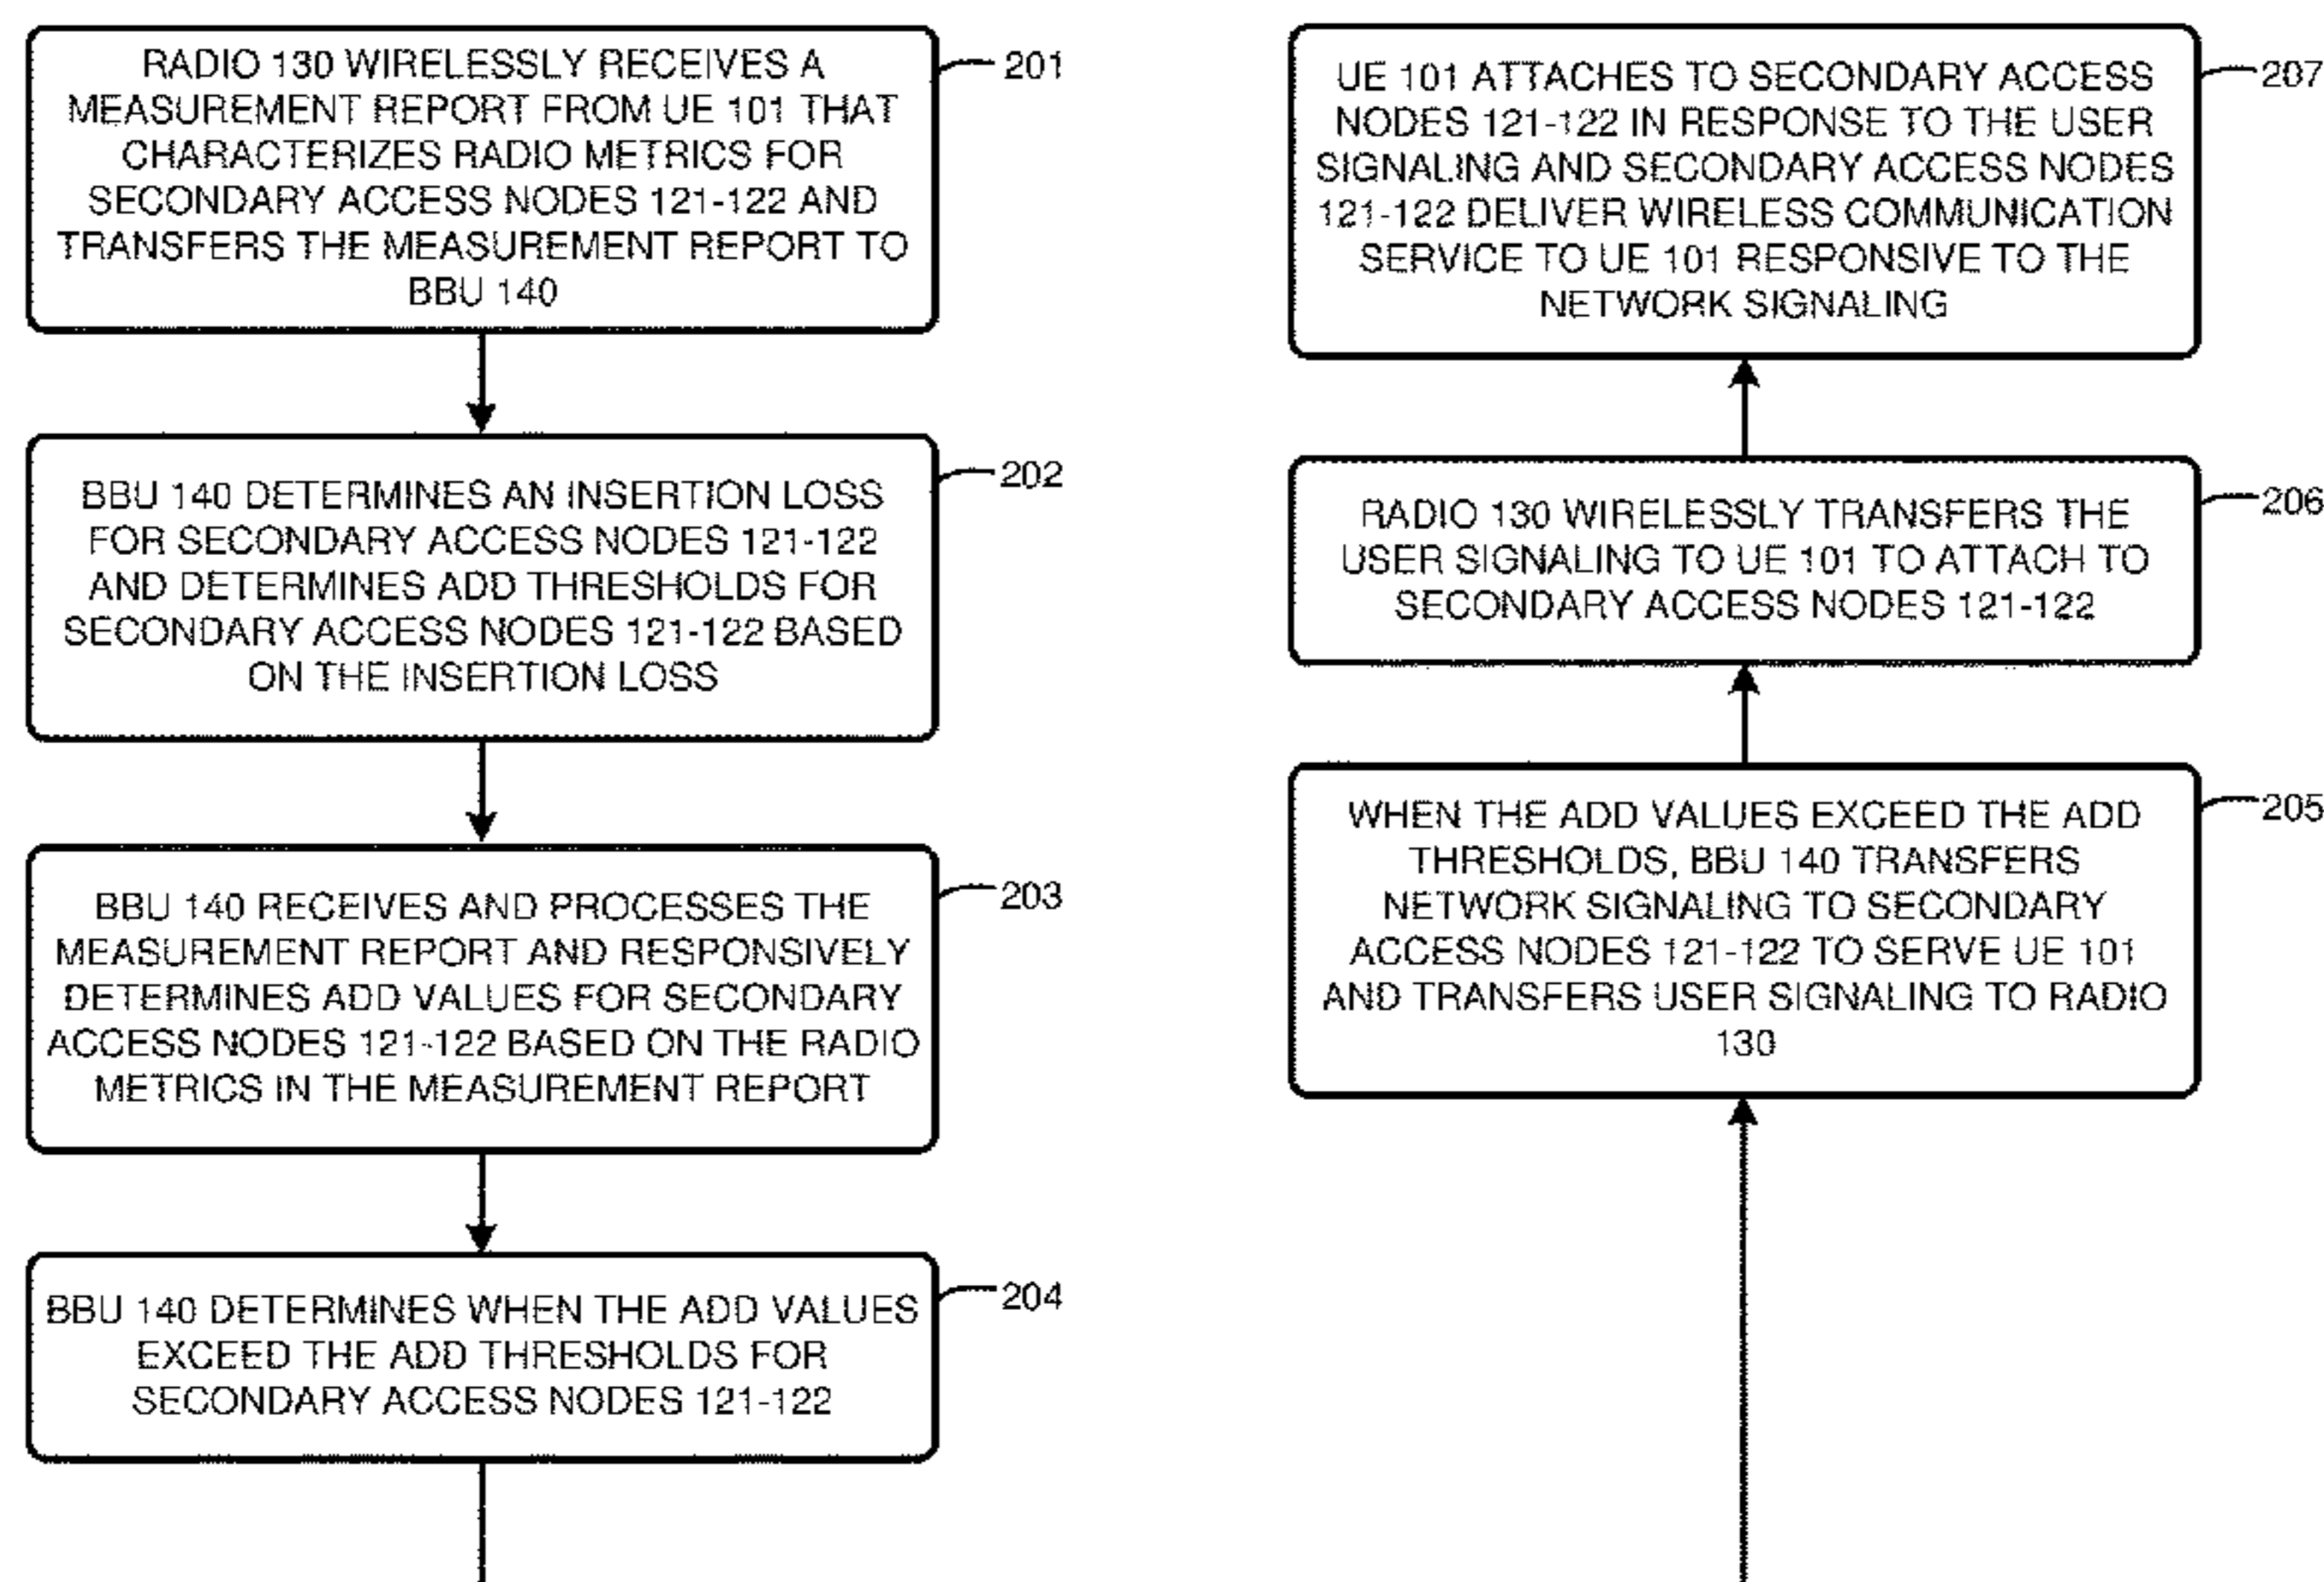 RADIO 130 WIRELESSLY RECEIVES A
MEASUREMENT REPORT FROM UE 101 THAT
CHARACTERIZES RADIO METRICS FOR
SECONDARY ACCESS NODES 121-122 AND
TRANSFERS THE MEASUREMENT REPORT TO
BBU 140
201
BBU 140 DETERMINES AN INSERTION LOSS
FOR SECONDARY ACCESS NODES 121-122
AND DETERMINES ADD THRESHOLDS FOR
SECONDARY ACCESS NODES 121-122 BASED
ON THE INSERTION LOSS
202
BBU 140 RECEIVES AND PROCESSES THE
MEASUREMENT REPORT AND RESPONSIVELY
DETERMINES ADD VALUES FOR SECONDARY
ACCESS NODES 121-122 BASED ON THE RADIO
METRICS IN THE MEASUREMENT REPORT
203
BBU 140 DETERMINES WHEN THE ADD VALUES
EXCEED THE ADD THRESHOLDS FOR
SECONDARY ACCESS NODES 121-122
204
WHEN THE ADD VALUES EXCEED THE ADD
THRESHOLDS, BBU 140 TRANSFERS
NETWORK SIGNALING TO SECONDARY
ACCESS NODES 121-122 TO SERVE UE 101
AND TRANSFERS USER SIGNALING TO RADIO
130
205
RADIO 130 WIRELESSLY TRANSFERS THE
USER SIGNALING TO UE 101 TO ATTACH TO
SECONDARY ACCESS NODES 121-122
206
UE 101 ATTACHES TO SECONDARY ACCESS
NODES 121-122 IN RESPONSE TO THE USER
SIGNALING AND SECONDARY ACCESS NODES
121-122 DELIVER WIRELESS COMMUNICATION
SERVICE TO UE 101 RESPONSIVE TO THE
NETWORK SIGNALING
207